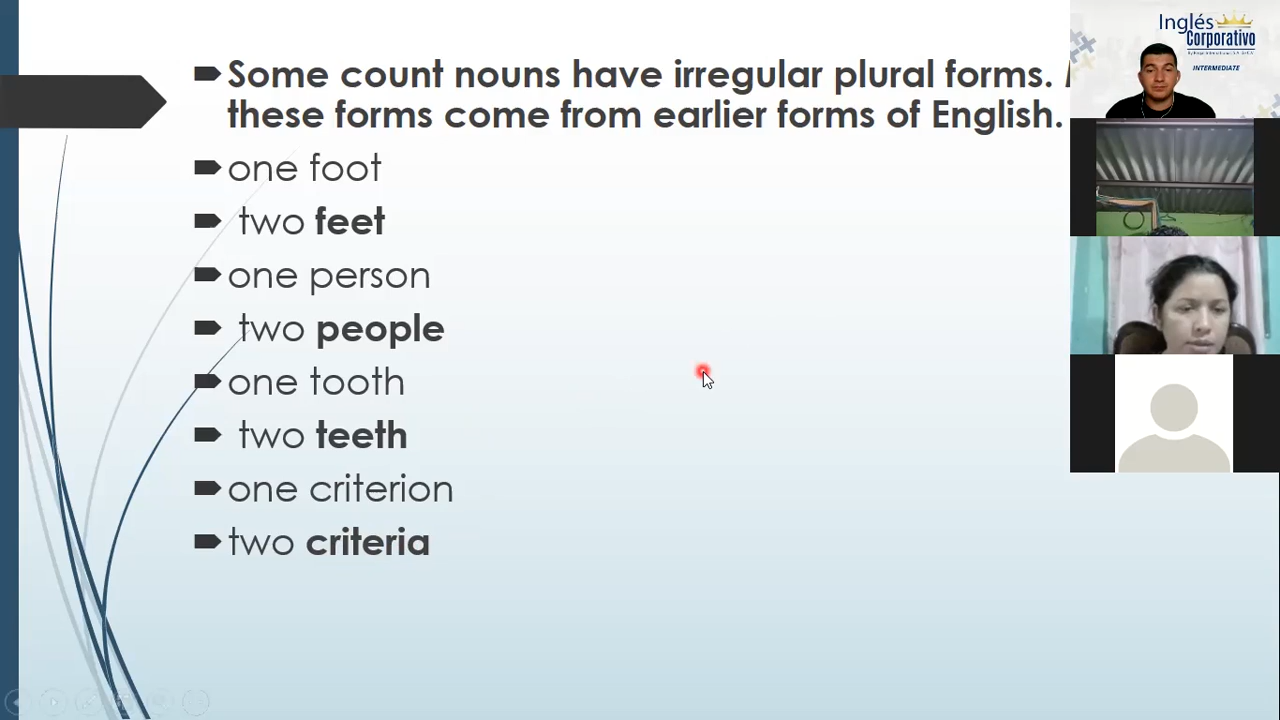 Some count nouns have irregular plural forms.
these forms come from earlier forms of English.
one foot
two feet
one person
two people
one tooth
two teeth
one criterion
two criteria
Inglés
Corporativo
INTERMEDIATE